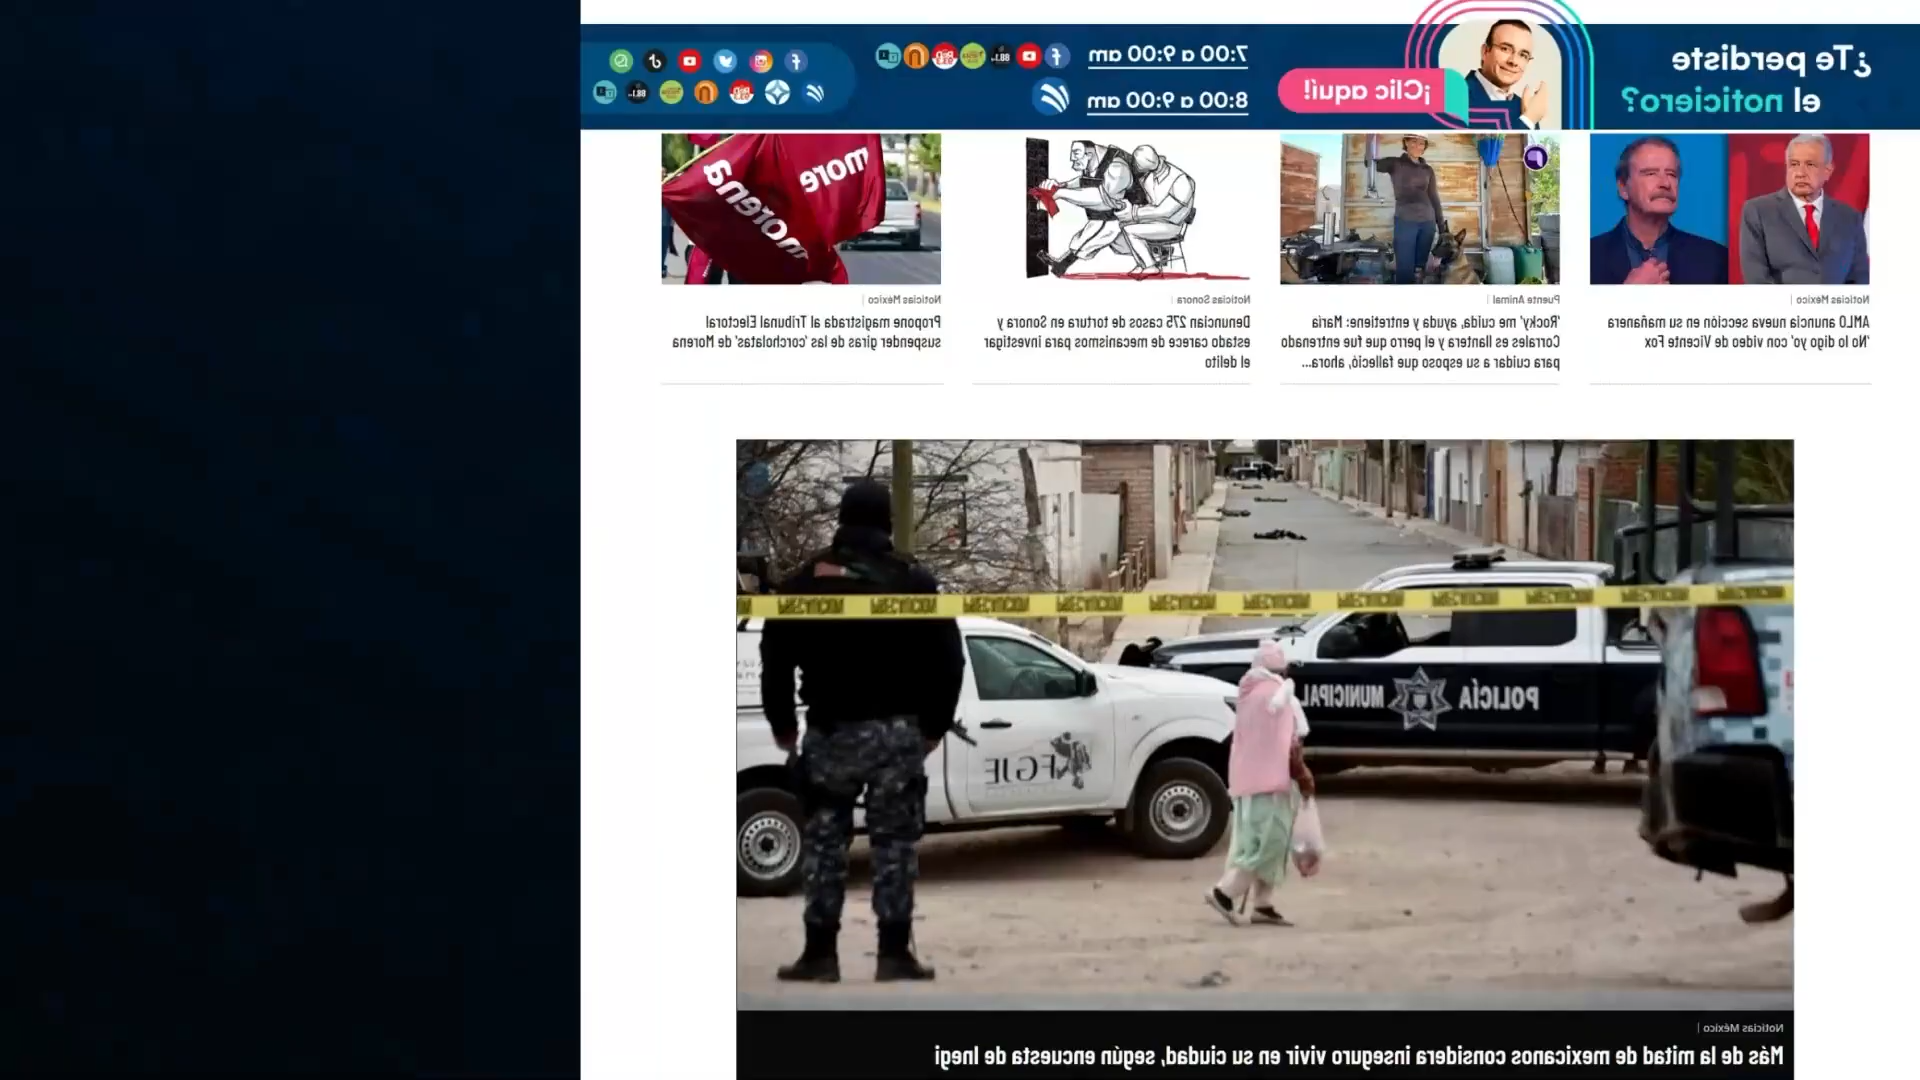 ¿Te perdiste
el noticiero?
¡Clic aquí!
7:00 a 9:00 am
8:00 a 9:00 am
Noticias México |
AMLO anuncia nueva sección en su mañanera
'No lo digo yo' con video de Vicente Fox
Puente Animal |
'Rocky' me cuida, ayuda y entretiene: María
Corrales es llantera y el perro que fue entrenado
para cuidar a su esposo que falleció, ahora...
Noticias Sonora |
Denuncian 275 casos de tortura en Sonora y
estado carece de mecanismos para investigar
el delito
Noticias México |
Propone magistrada al Tribunal Electoral
suspender giras de las 'corcholatas' de Morena
morena
more
POLICÍA MUNICIPAL
FGJE
Noticias México |
Más de la mitad de mexicanos considera inseguro vivir en su ciudad, según encuesta de Inegi